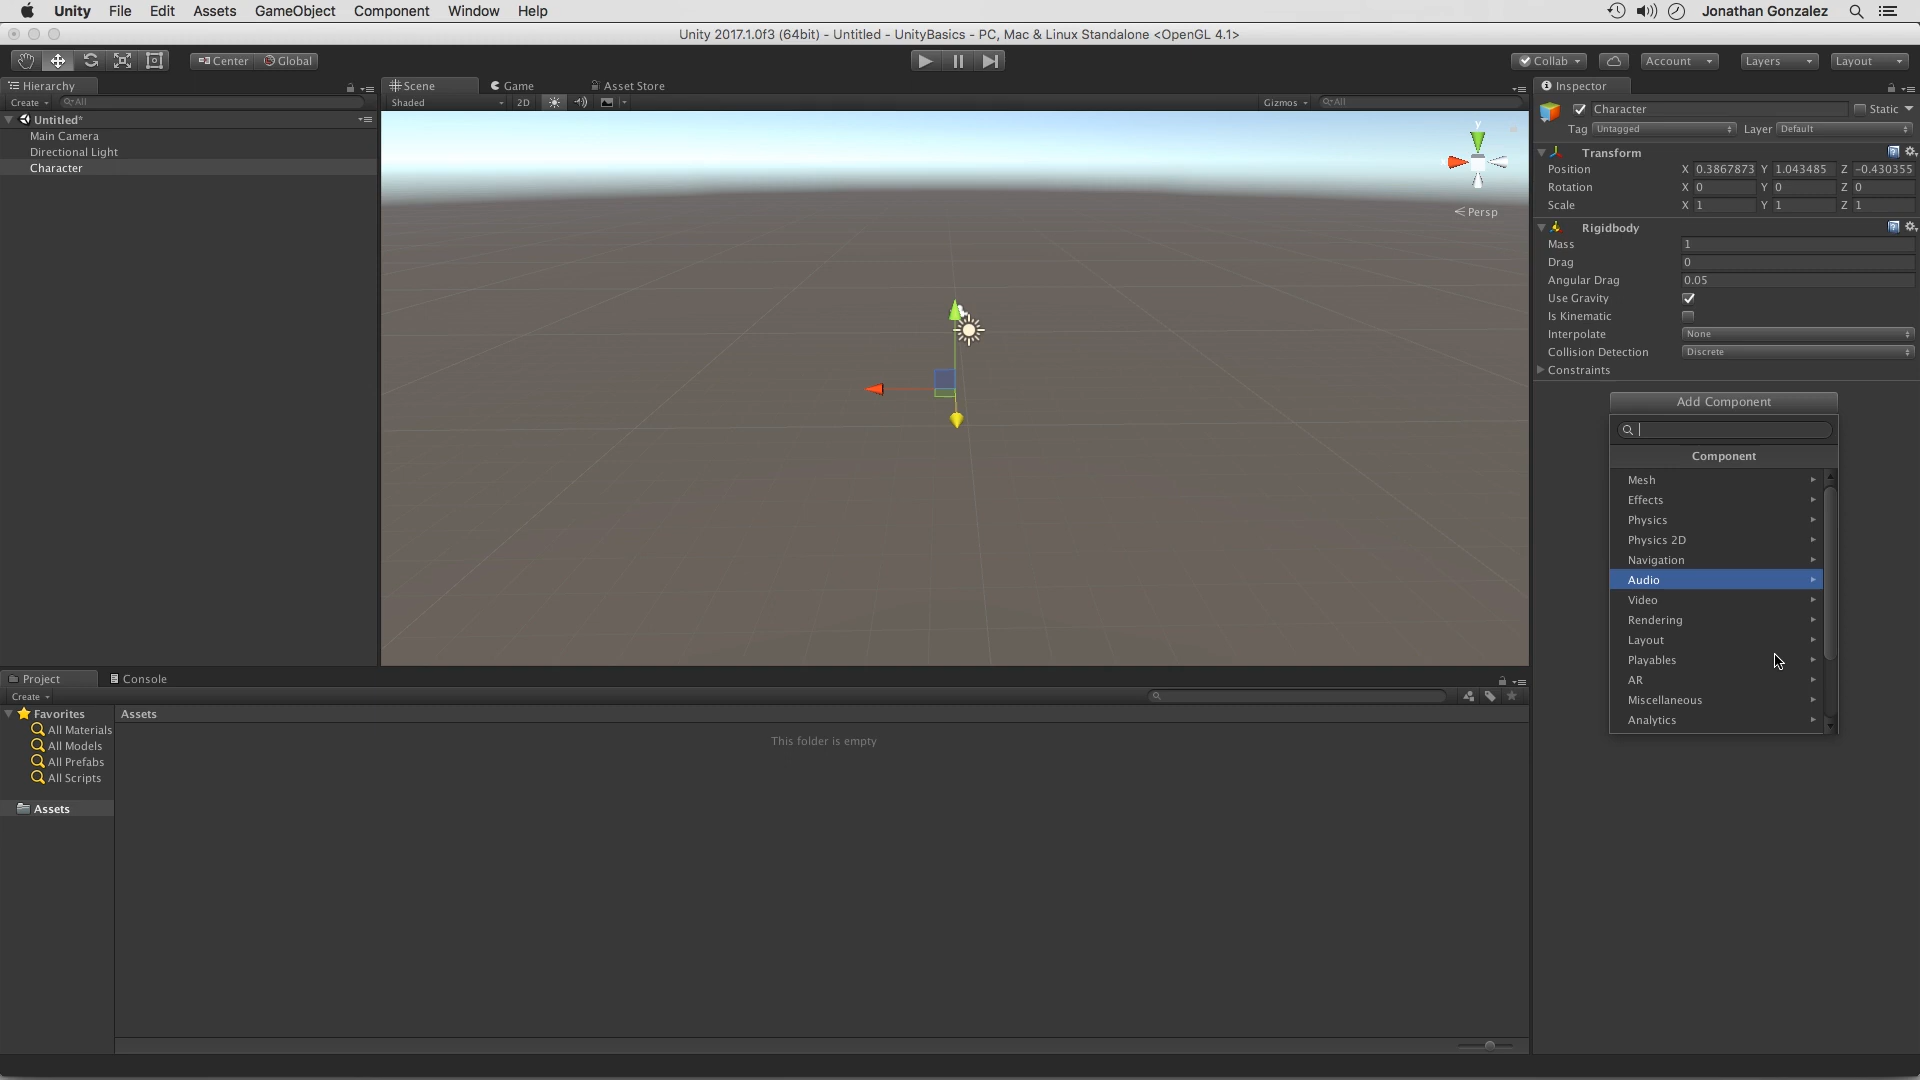 Unity File Edit Assets GameObject Component Window Help Jonathan Gonzalez
Unity 2017.1.0f3 (64bit) - Untitled - UnityBasics - PC, Mac & Linux Standalone <OpenGL 4.1>
Center Global Collab Account Layers Layout
Hierarchy
Create All
Untitled*
Main Camera
Directional Light
Character
Scene Game Asset Store
Shaded 2D Gizmos All
y
Persp
Inspector
Character Static
Tag Untagged Layer Default
Transform
Position X 0.3867873 Y 1.043485 Z -0.430355
Rotation X 0 Y 0 Z 0
Scale X 1 Y 1 Z 1
Rigidbody
Mass 1
Drag 0
Angular Drag 0.05
Use Gravity
Is Kinematic
Interpolate None
Collision Detection Discrete
Constraints
Add Component
Component
Mesh
Effects
Physics
Physics 2D
Navigation
Audio
Video
Rendering
Layout
Playables
AR
Miscellaneous
Analytics
Project Console
Create
Favorites
All Materials
All Models
All Prefabs
All Scripts
Assets
Assets
This folder is empty